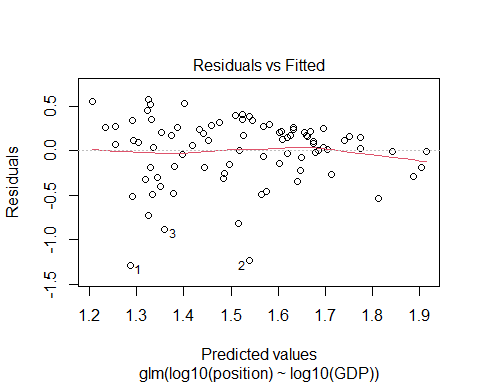 Residuals vs Fitted
Residuals
0.5
0.0
-0.5
-1.0
-1.5
1
2
3
1.2 1.3 1.4 1.5 1.6 1.7 1.8 1.9
Predicted values
glm(log10(position) ~ log10(GDP))